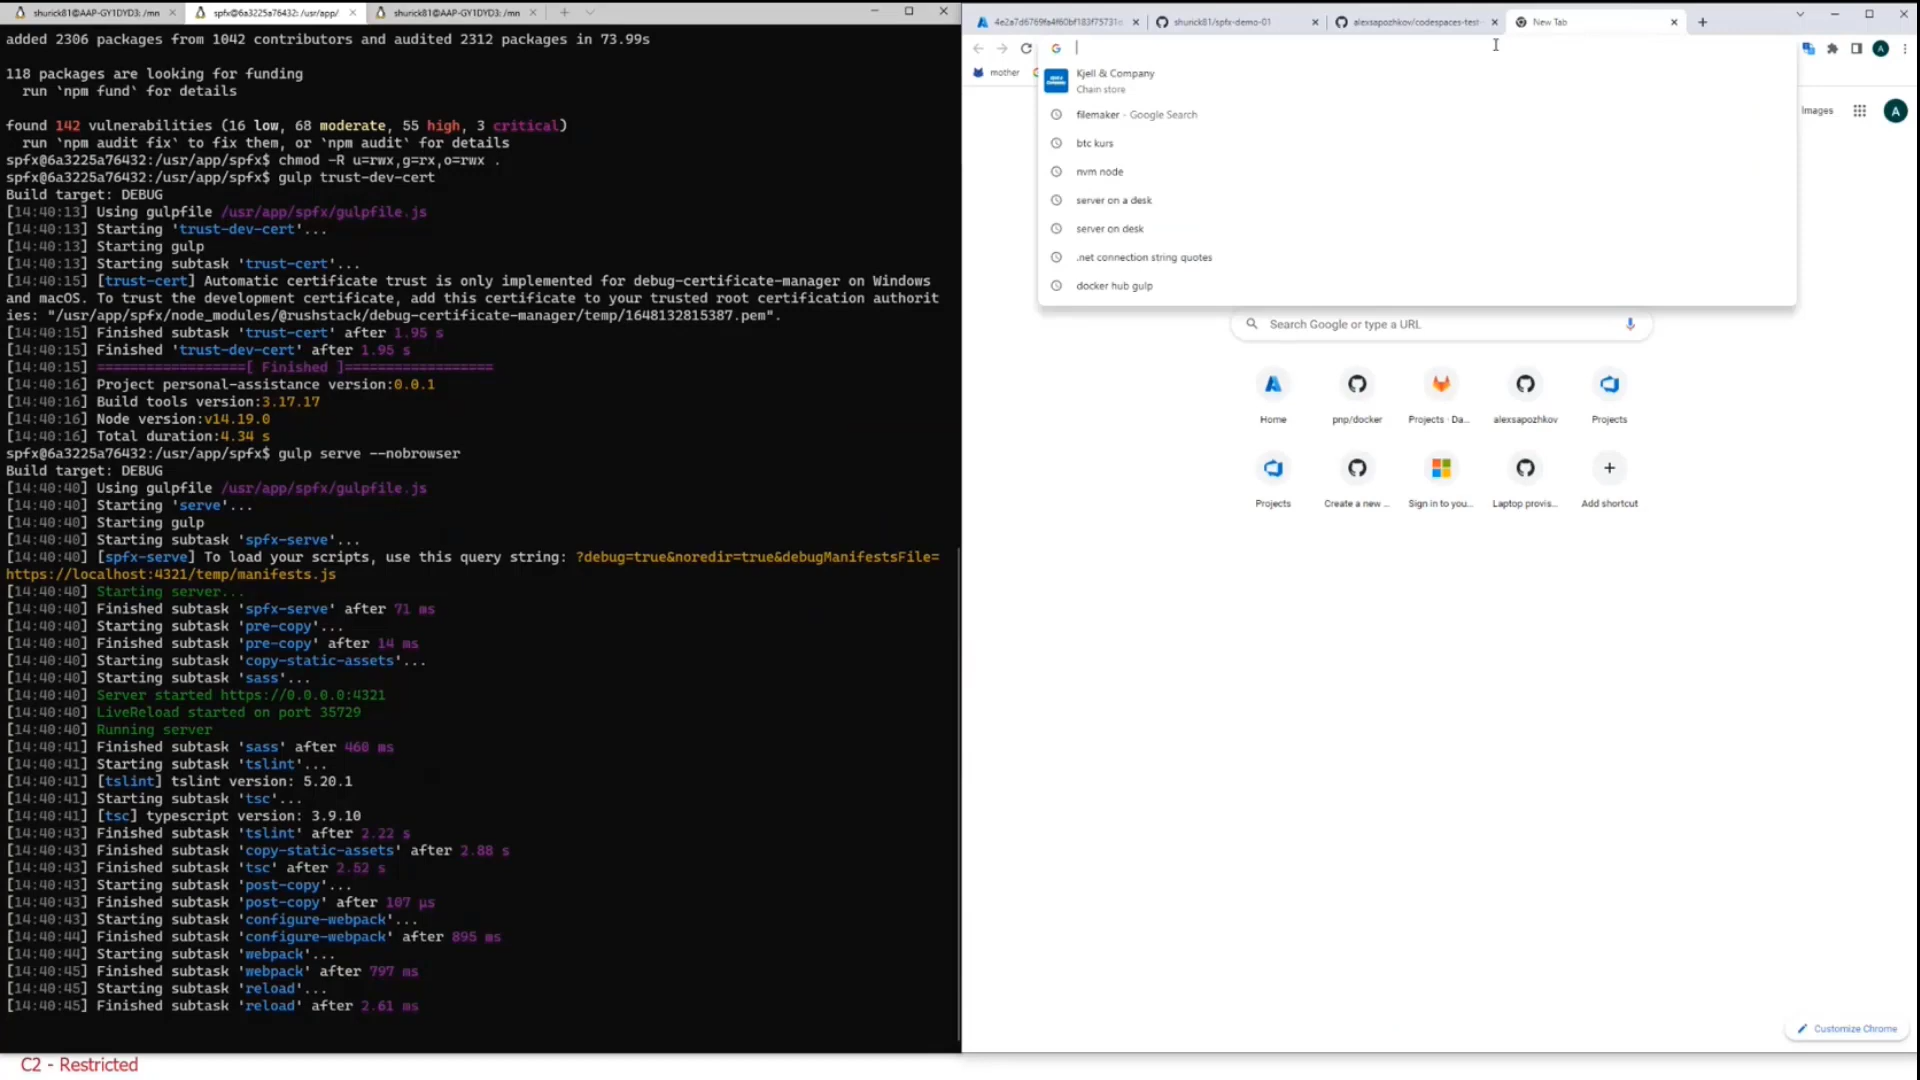 shurick81@AAP-GY1DYD3: /mn
spfx@6a3225a76432: /usr/app/
shurick81@AAP-GY1DYD3: /mn
added 2306 packages from 1042 contributors and audited 2312 packages in 73.99s
118 packages are looking for funding
run `npm fund` for details
found 142 vulnerabilities (16 low, 68 moderate, 55 high, 3 critical)
run `npm audit fix` to fix them, or `npm audit` for details
spfx@6a3225a76432:/usr/app/spfx$ chmod -R u=rwx,g=rx,o=rwx .
spfx@6a3225a76432:/usr/app/spfx$ gulp trust-dev-cert
Build target: DEBUG
[14:40:13] Using gulpfile /usr/app/spfx/gulpfile.js
[14:40:13] Starting 'trust-dev-cert'...
[14:40:13] Starting gulp
[14:40:13] Starting subtask 'trust-cert'...
[14:40:15] [trust-cert] Automatic certificate trust is only implemented for debug-certificate-manager on Windows
and macOS. To trust the development certificate, add this certificate to your trusted root certification authorit
ies: "/usr/app/spfx/node_modules/@rushstack/debug-certificate-manager/temp/1648132815387.pem".
[14:40:15] Finished subtask 'trust-cert' after 1.95 s
[14:40:15] Finished 'trust-dev-cert' after 1.95 s
[14:40:15] ==================[ Finished ]==================
[14:40:16] Project personal-assistance version:0.0.1
[14:40:16] Build tools version:3.17.17
[14:40:16] Node version:v14.19.0
[14:40:16] Total duration:4.34 s
spfx@6a3225a76432:/usr/app/spfx$ gulp serve --nobrowser
Build target: DEBUG
[14:40:40] Using gulpfile /usr/app/spfx/gulpfile.js
[14:40:40] Starting 'serve'...
[14:40:40] Starting gulp
[14:40:40] Starting subtask 'spfx-serve'...
[14:40:40] [spfx-serve] To load your scripts, use this query string: ?debug=true&noredir=true&debugManifestsFile=
https://localhost:4321/temp/manifests.js
[14:40:40] Starting server...
[14:40:40] Finished subtask 'spfx-serve' after 71 ms
[14:40:40] Starting subtask 'pre-copy'...
[14:40:40] Finished subtask 'pre-copy' after 14 ms
[14:40:40] Starting subtask 'copy-static-assets'...
[14:40:40] Starting subtask 'sass'...
[14:40:40] Server started https://0.0.0.0:4321
[14:40:40] LiveReload started on port 35729
[14:40:40] Running server
[14:40:41] Finished subtask 'sass' after 460 ms
[14:40:41] Starting subtask 'tslint'...
[14:40:41] [tslint] tslint version: 5.20.1
[14:40:41] Starting subtask 'tsc'...
[14:40:41] [tsc] typescript version: 3.9.10
[14:40:43] Finished subtask 'tslint' after 2.22 s
[14:40:43] Finished subtask 'copy-static-assets' after 2.88 s
[14:40:43] Finished subtask 'tsc' after 2.52 s
[14:40:43] Starting subtask 'post-copy'...
[14:40:43] Finished subtask 'post-copy' after 107 μs
[14:40:43] Starting subtask 'configure-webpack'...
[14:40:44] Finished subtask 'configure-webpack' after 895 ms
[14:40:44] Starting subtask 'webpack'...
[14:40:45] Finished subtask 'webpack' after 797 ms
[14:40:45] Starting subtask 'reload'...
[14:40:45] Finished subtask 'reload' after 2.61 ms
C2 - Restricted
shurick81/spfx-demo-01
alexsapozhkov/codespaces-test-
New Tab
mother
Kjell & Company
Chain store
filemaker - Google Search
btc kurs
nvm node
server on a desk
server on desk
.net connection string quotes
docker hub gulp
Images
A
A
Search Google or type a URL
Home
pnp/docker
Projects · Da...
alexsapozhkov
Projects
Projects
Create a new ...
Sign in to you...
Laptop provis...
Add shortcut
Customize Chrome